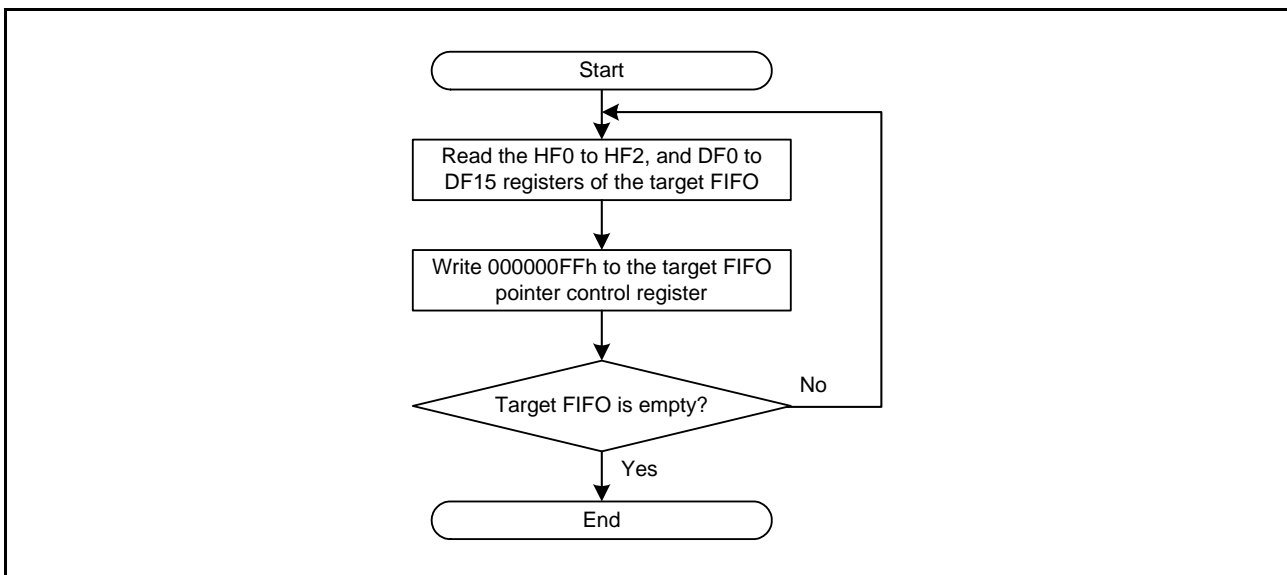 Start
Read the HF0 to HF2, and DF0 to
DF15 registers of the target FIFO
Write 000000FFh to the target FIFO
pointer control register
Target FIFO is empty?
No
Yes
End